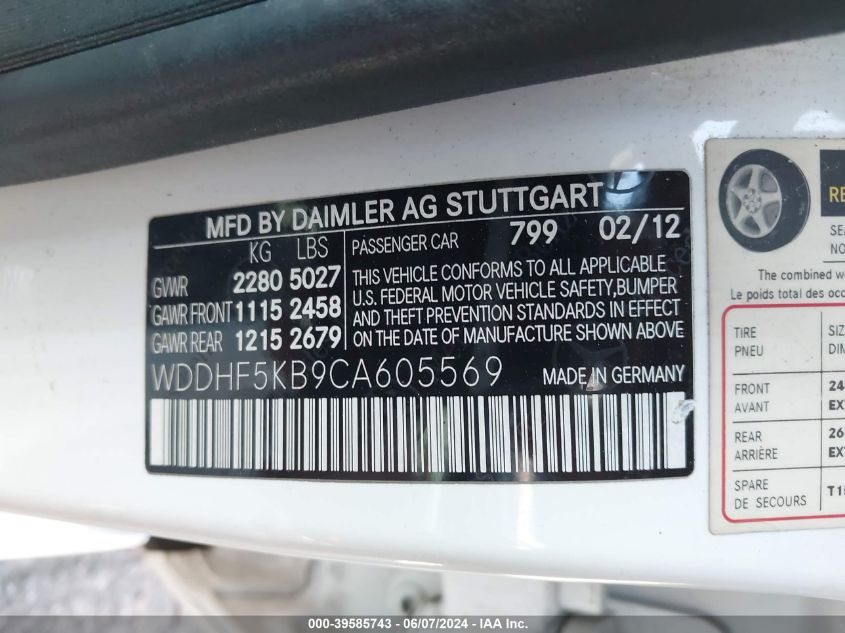 MFD BY DAIMLER AG STUTTGART
KG LBS
GVWR 2280 5027
GAWR FRONT 1115 2458
GAWR REAR 1215 2679
PASSENGER CAR 799 02/12
THIS VEHICLE CONFORMS TO ALL APPLICABLE
U.S. FEDERAL MOTOR VEHICLE SAFETY,BUMPER
AND THEFT PREVENTION STANDARDS IN EFFECT
ON THE DATE OF MANUFACTURE SHOWN ABOVE
WDDHF5KB9CA605569 MADE IN GERMANY
The combined
Le poids total des
TIRE
PNEU
FRONT
AVANT
REAR
ARRIÈRE
SPARE
DE SECOURS
000-39585743 - 06/07/2024 - IAA Inc.